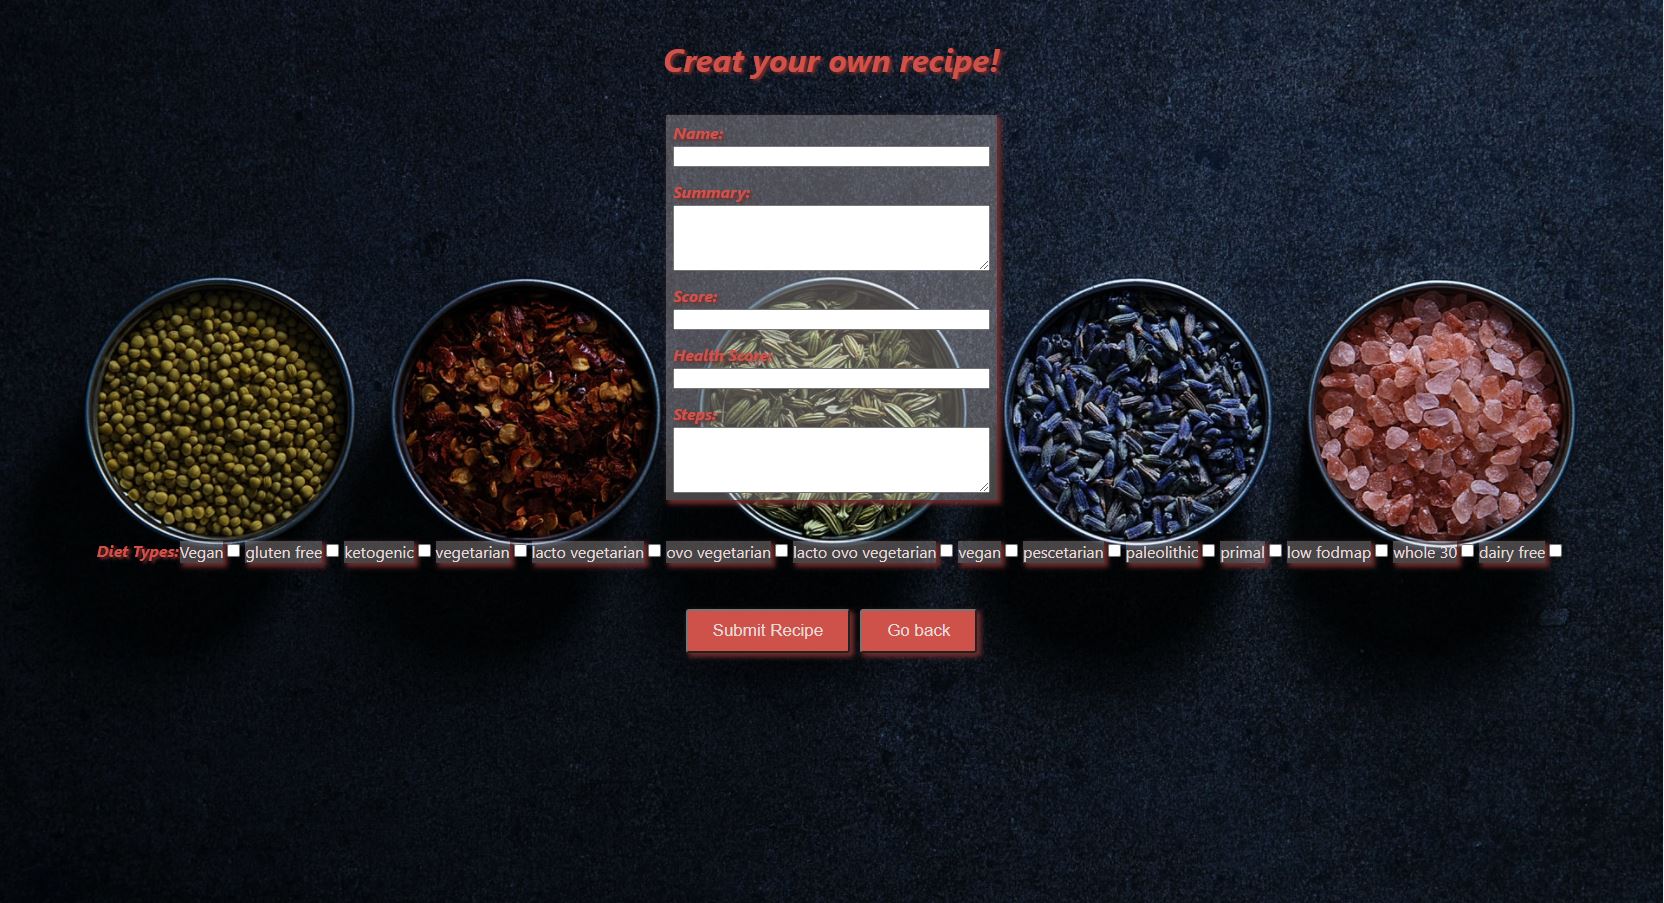 Creat your own recipe!
Name:
Summary:
Score:
Health Score:
Steps:
Diet Types: Vegan gluten free ketogenic vegetarian lacto vegetarian ovo vegetarian lacto ovo vegetarian vegan pescetarian paleolithic primal low fodmap whole 30 dairy free
Submit Recipe Go back